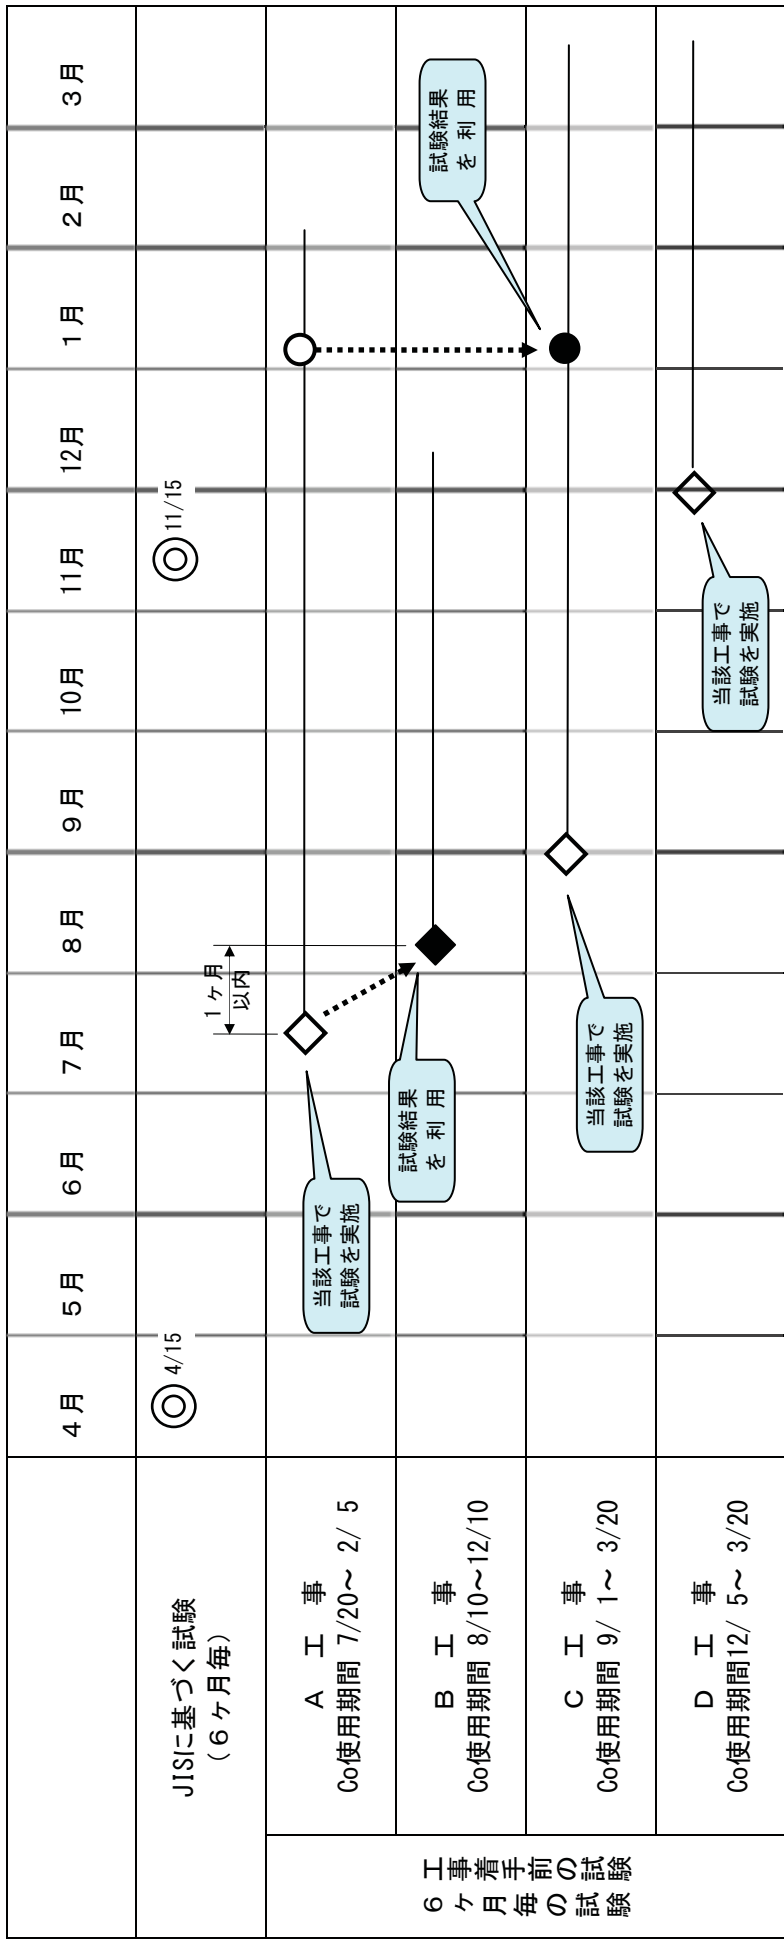 ４月
５月
６月
７月
８月
９月
10月
11月
12月
１月
２月
３月
JISに基づく試験
（６ヶ月毎）
4/15
11/15
工事着手前の試験
６ヶ月毎の試験
Ａ　工　事
Co使用期間 7/20～ 2/ 5
当該工事で
試験を実施
１ヶ月
以内
Ｂ　工　事
Co使用期間 8/10～12/10
試験結果
を 利 用
Ｃ　工　事
Co使用期間 9/ 1～ 3/20
当該工事で
試験を実施
試験結果
を 利 用
Ｄ　工　事
Co使用期間12/ 5～ 3/20
当該工事で
試験を実施